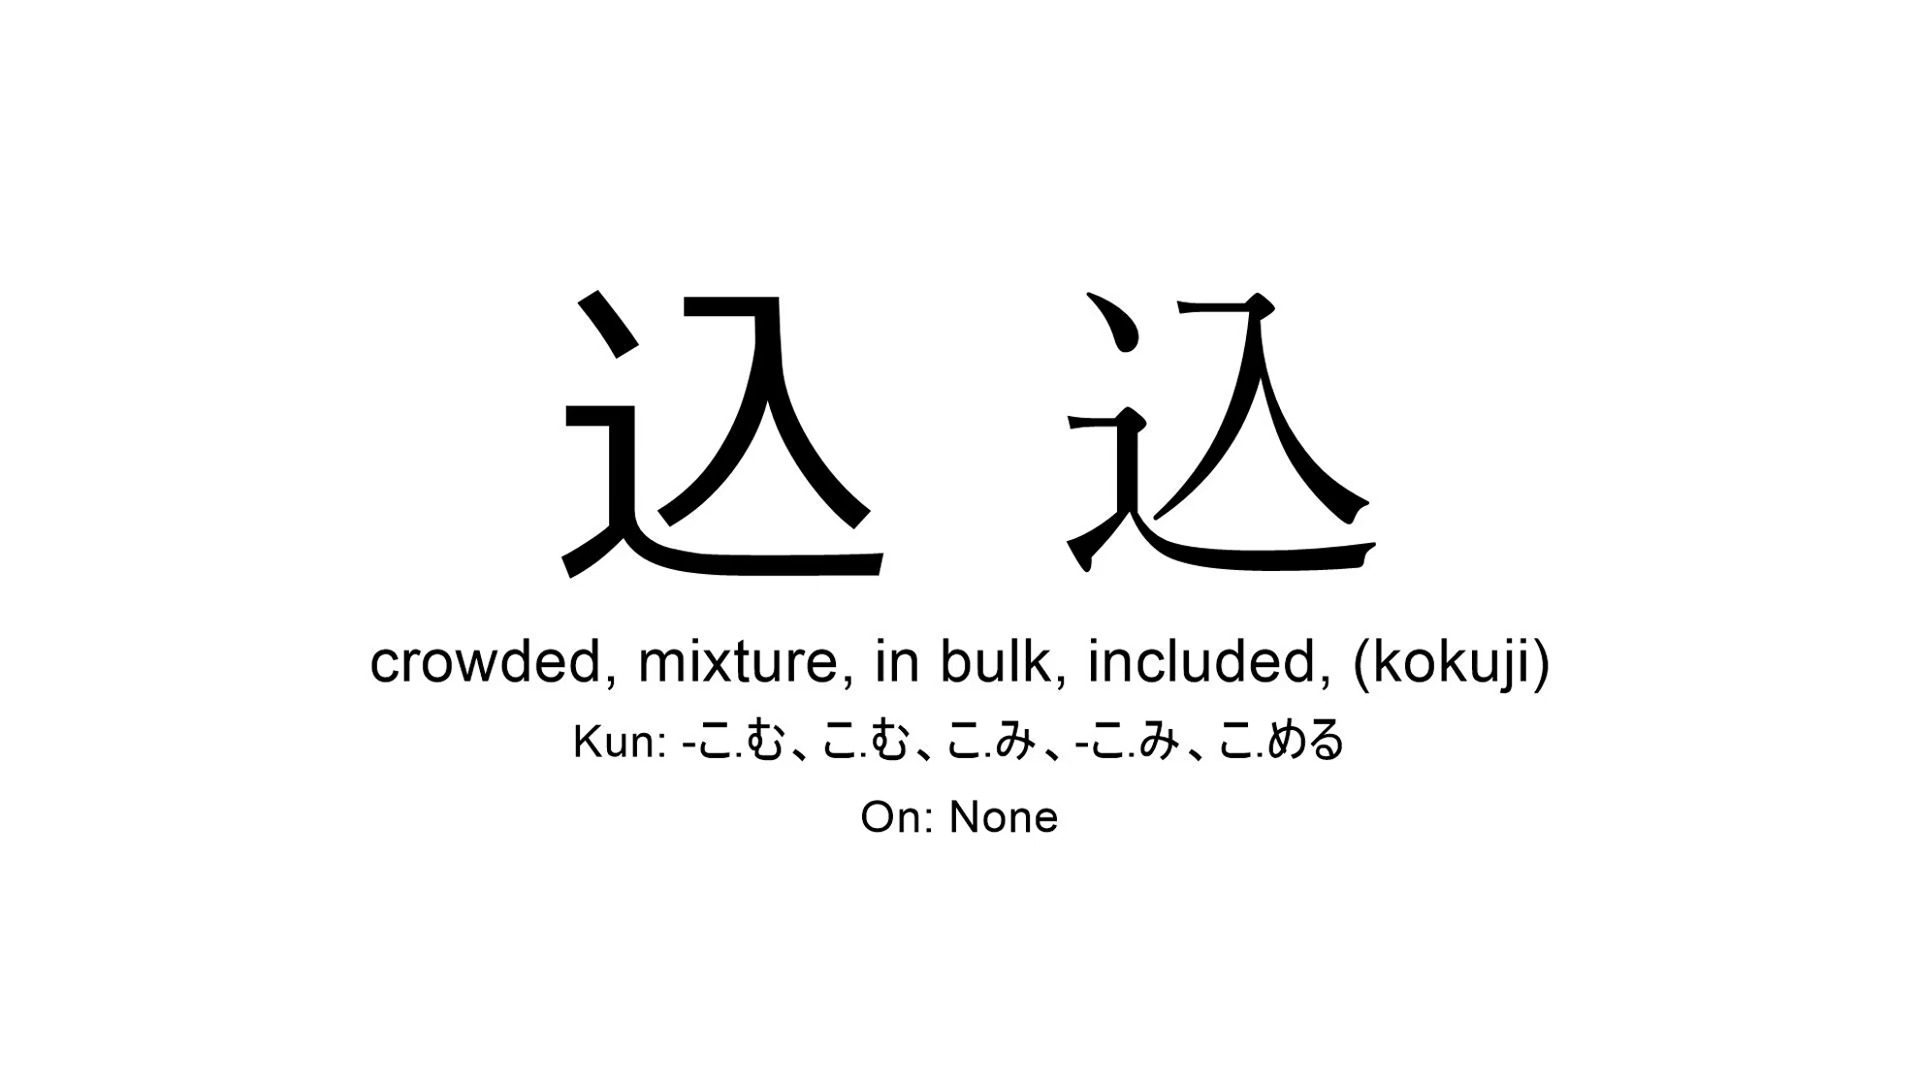 込 込
crowded, mixture, in bulk, included, (kokuji)
Kun: -こ.む、こ.む、こ.み、-こ.み、こ.める
On: None